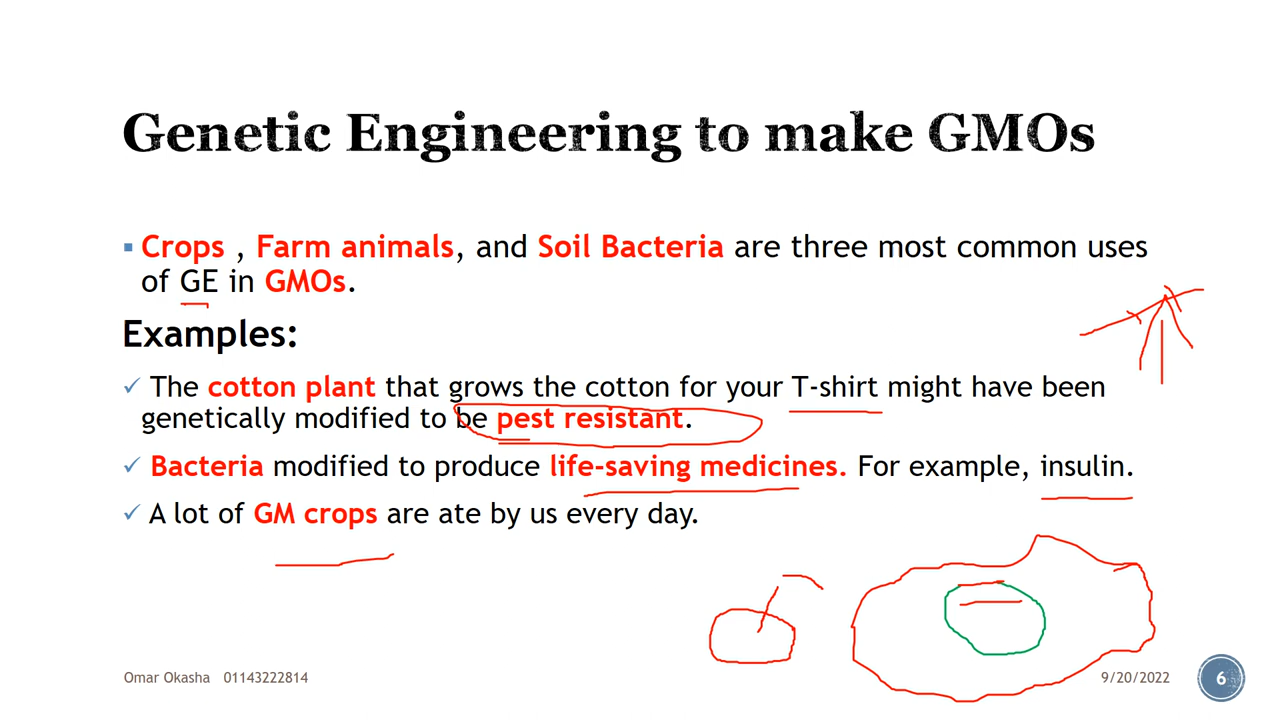 Genetic Engineering to make GMOs
Crops , Farm animals, and Soil Bacteria are three most common uses
of GE in GMOs.
Examples:
The cotton plant that grows the cotton for your T-shirt might have been
genetically modified to be pest resistant.
Bacteria modified to produce life-saving medicines. For example, insulin.
A lot of GM crops are ate by us every day.
Omar Okasha 01143222814
9/20/2022
6